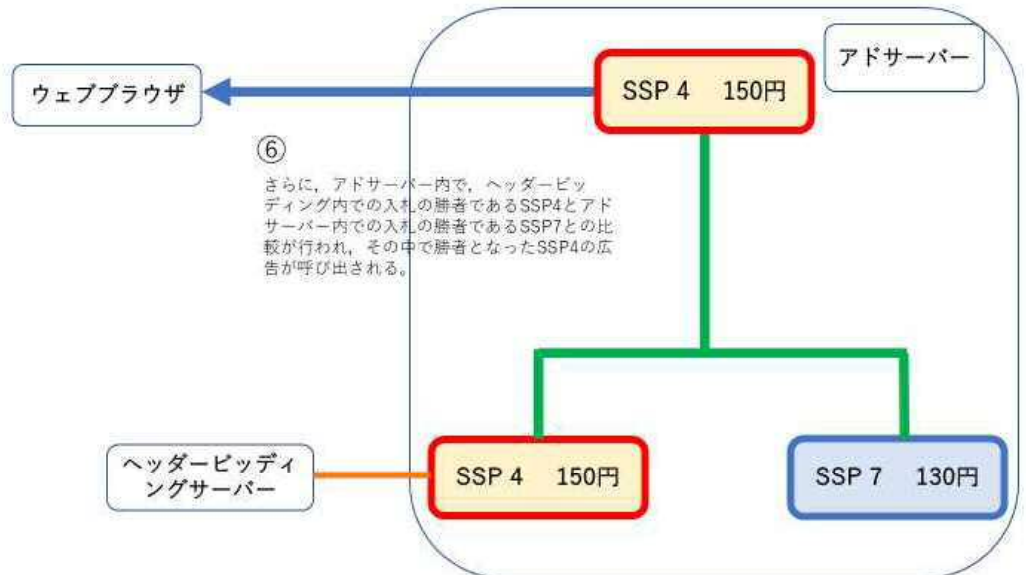 アドサーバー
SSP 4 150円
ウェブブラウザ
⑥
さらに，アドサーバー内で，ヘッダービッ
ディング内での入札の勝者であるSSP4とアド
サーバー内での入札の勝者であるSSP7との比
較が行われ，その中で勝者となったSSP4の広
告が呼び出される。
ヘッダービッディ
ングサーバー
SSP 4 150円
SSP 7 130円